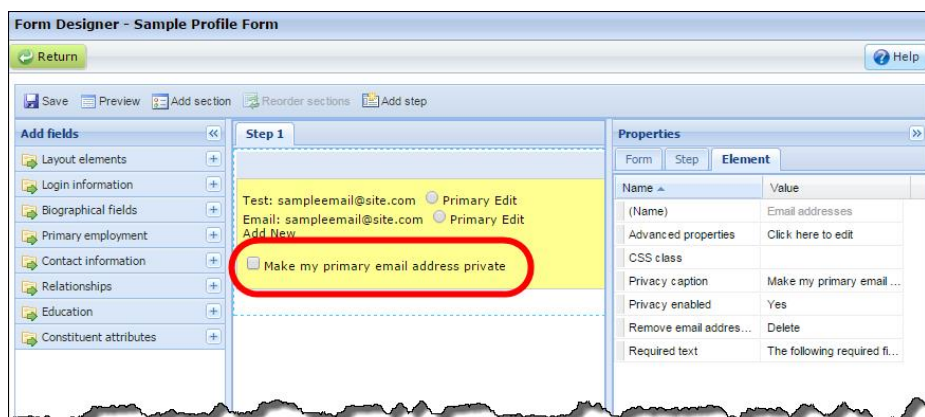 Form Designer - Sample Profile Form
Return
Help
Save Preview Add section Reorder sections Add step
Add fields
Layout elements
Login information
Biographical fields
Primary employment
Contact information
Relationships
Education
Constituent attributes
Step 1
Test: sampleemail@site.com Primary Edit
Email: sampleemail@site.com Primary Edit
Add New
Make my primary email address private
Properties
Form Step Element
Name Value
(Name) Email addresses
Advanced properties Click here to edit
CSS class
Privacy caption Make my primary email ...
Privacy enabled Yes
Remove email addres... Delete
Required text The following required fi...